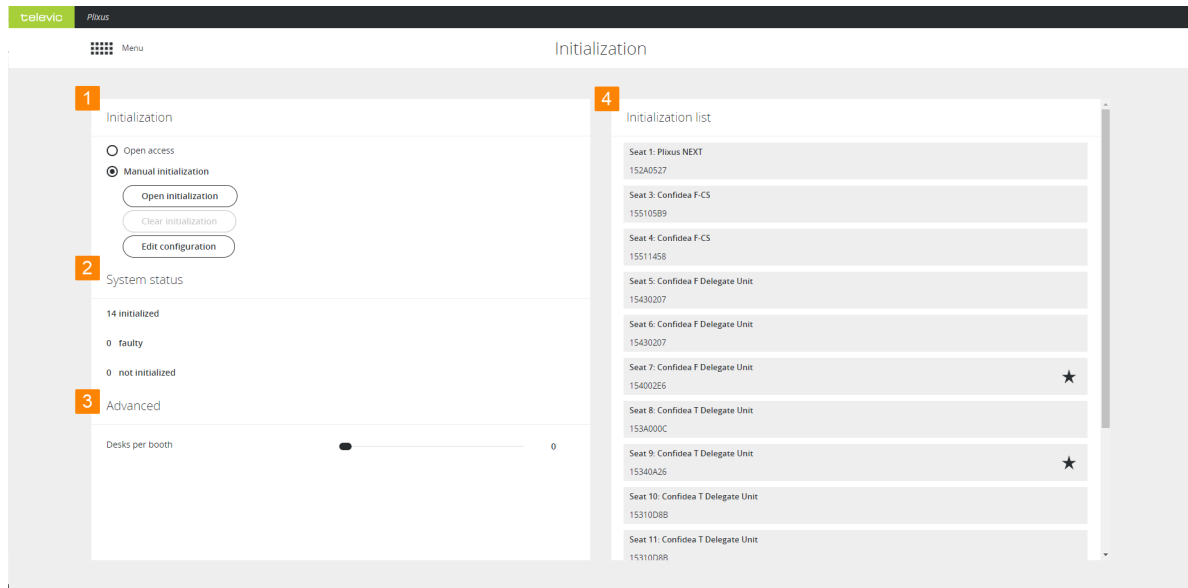 televic
Plixus
Menu
Initialization
1
Initialization
Open access
Manual initialization
Open initialization
Clear initialization
Edit configuration
2
System status
14 initialized
0 faulty
0 not initialized
3
Advanced
Desks per booth 0
4
Initialization list
Seat 1: Plixus NEXT
152A0527
Seat 3: Confidea F-CS
155105B9
Seat 4: Confidea F-CS
15511458
Seat 5: Confidea F Delegate Unit
15430207
Seat 6: Confidea F Delegate Unit
15430207
Seat 7: Confidea F Delegate Unit
154002E6
Seat 8: Confidea T Delegate Unit
153A000C
Seat 9: Confidea T Delegate Unit
15340A26
Seat 10: Confidea T Delegate Unit
15310D8B
Seat 11: Confidea T Delegate Unit
15310D8B